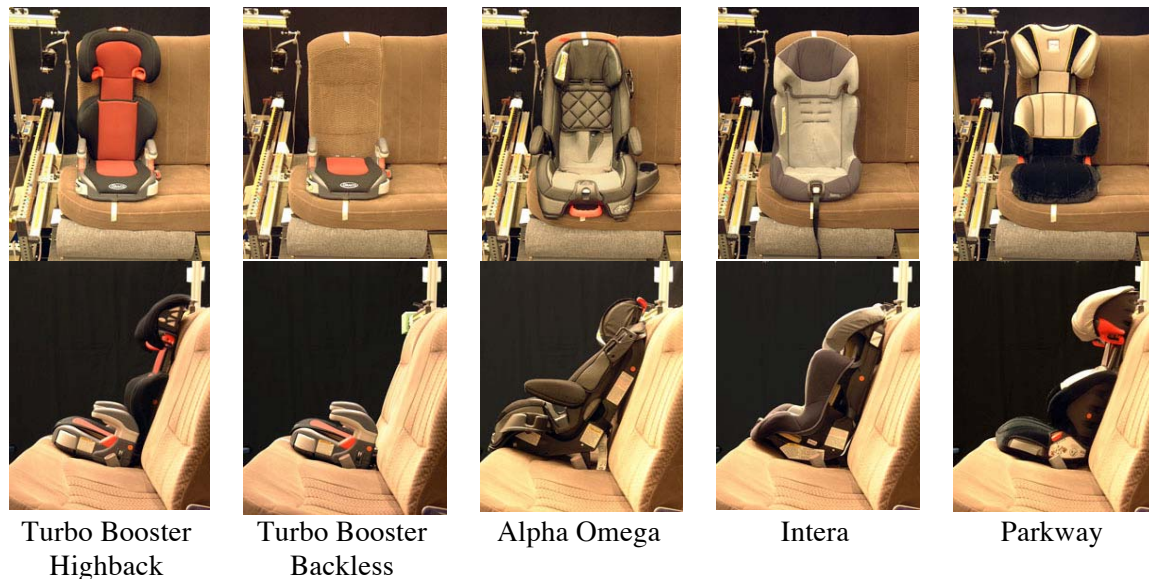 Turbo Booster
Highback
Turbo Booster
Backless
Alpha Omega
Intera
Parkway